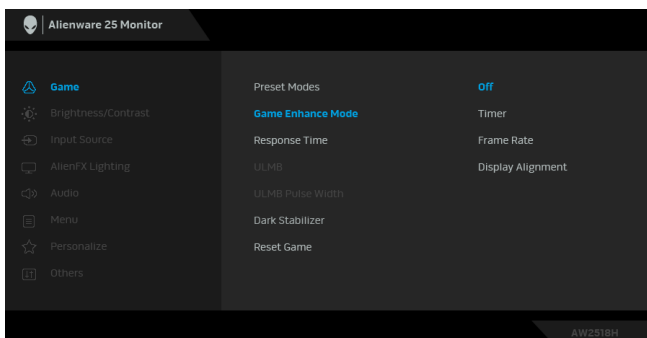 Alienware 25 Monitor
Game
Brightness/Contrast
Input Source
AlienFX Lighting
Audio
Menu
Personalize
Others
Preset Modes
Game Enhance Mode
Response Time
ULMB
ULMB Pulse Width
Dark Stabilizer
Reset Game
Off
Timer
Frame Rate
Display Alignment
AW2518H